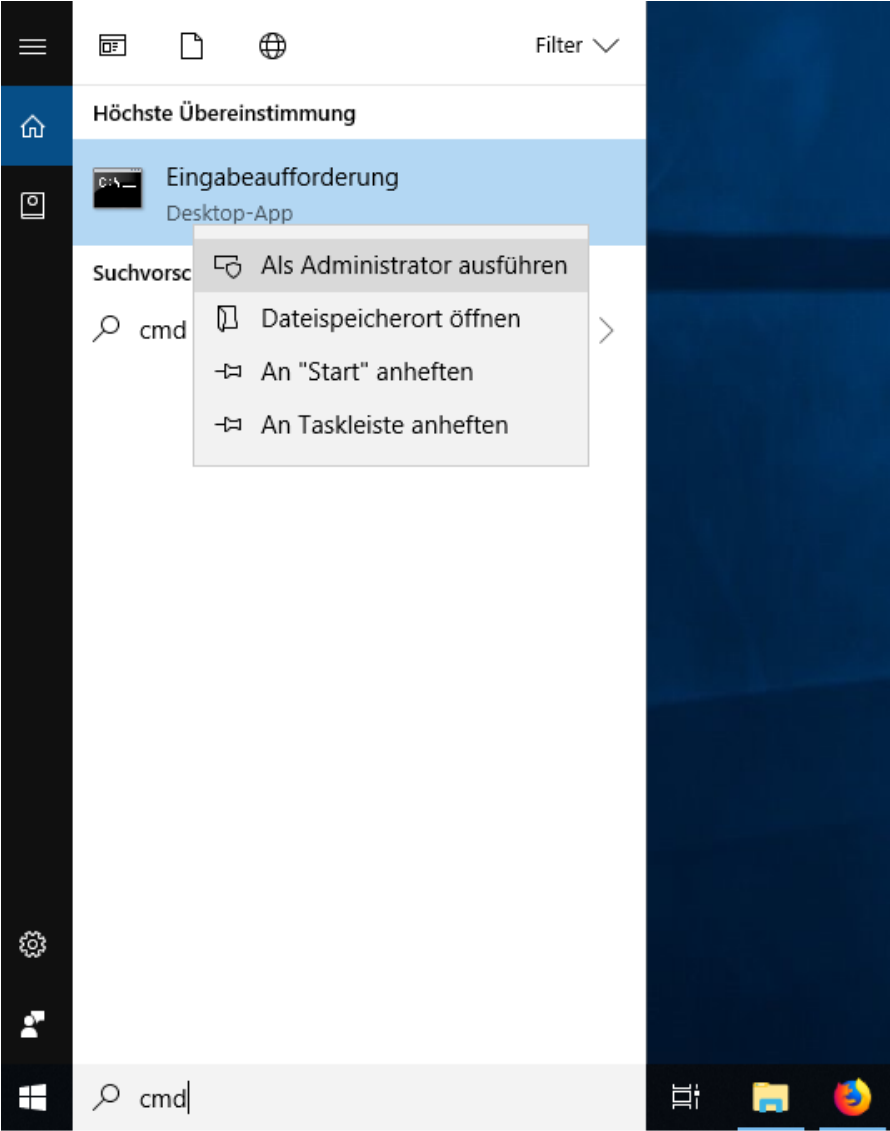 Filter
Höchste Übereinstimmung
C:\_
Eingabeaufforderung
Desktop-App
Suchvorsc
Als Administrator ausführen
cmd
Dateispeicherort öffnen
An "Start" anheften
An Taskleiste anheften
cmd